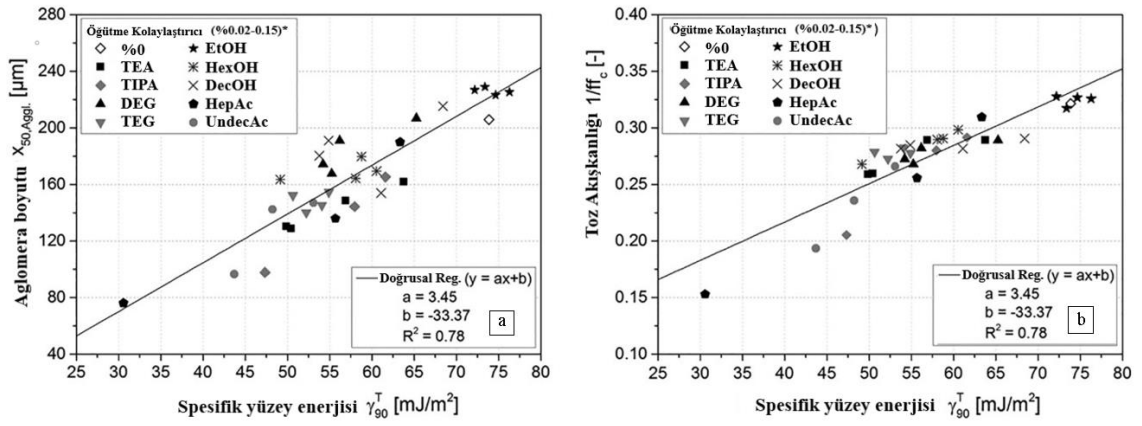 Aglomera boyutu X50,Aggl. [µm]
280
240
200
160
120
80
40
Öğütme Kolaylaştırıcı (%0.02-0.15)*
%0
EtOH
TEA
HexOH
TIPA
DecOH
DEG
HepAc
TEG
UndecAc
Doğrusal Reg. (y = ax+b)
a = 3.45
b = -33.37
R² = 0.78
a
25 30 35 40 45 50 55 60 65 70 75 80
Spesifik yüzey enerjisi γ₉₀ᵀ [mJ/m²]
Toz Akışkanlığı 1/ff_c [-]
0.40
0.35
0.30
0.25
0.20
0.15
0.10
Öğütme Kolaylaştırıcı (%0.02-0.15)*)
%0
EtOH
TEA
HexOH
TIPA
DecOH
DEG
HepAc
TEG
UndecAc
Doğrusal Reg. (y = ax+b)
a = 3.45
b = -33.37
R² = 0.78
b
25 30 35 40 45 50 55 60 65 70 75 80
Spesifik yüzey enerjisi γ₉₀ᵀ [mJ/m²]